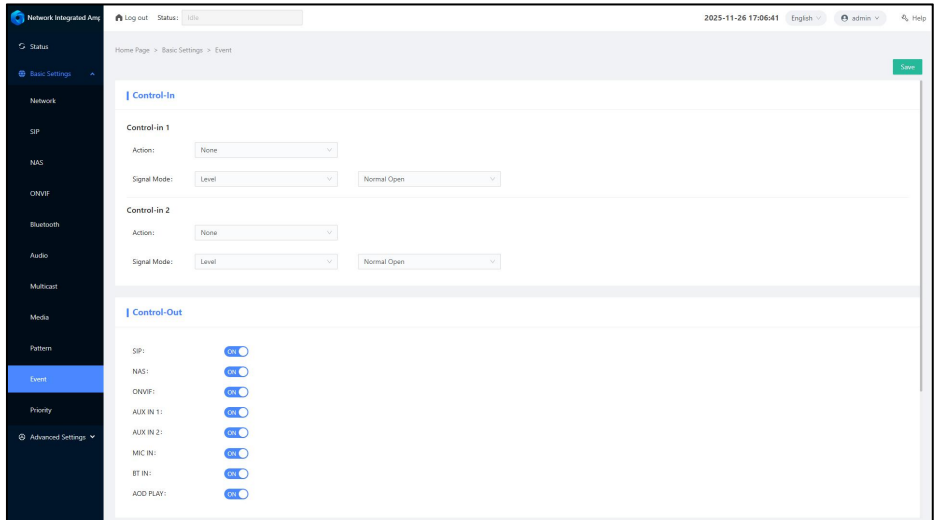 Network Integrated Amp
Log out Status: Idle
2025-11-26 17:06:41 English admin Help
Status
Home Page > Basic Settings > Event
Basic Settings
Save
Network
SIP
NAS
ONVIF
Bluetooth
Audio
Multicast
Media
Pattern
Event
Priority
Advanced Settings
Control-In
Control-in 1
Action: None
Signal Mode: Level Normal Open
Control-in 2
Action: None
Signal Mode: Level Normal Open
Control-Out
SIP: ON
NAS: ON
ONVIF: ON
AUX IN 1: ON
AUX IN 2: ON
MIC IN: ON
BT IN: ON
AOD PLAY: ON